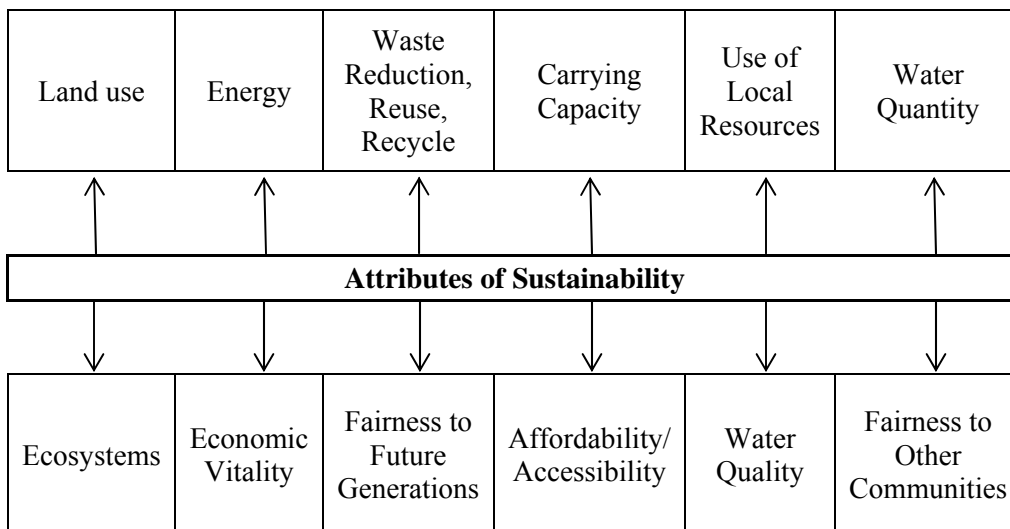 Land use
Energy
Waste
Reduction,
Reuse,
Recycle
Carrying
Capacity
Use of
Local
Resources
Water
Quantity
Attributes of Sustainability
Ecosystems
Economic
Vitality
Fairness to
Future
Generations
Affordability/
Accessibility
Water
Quality
Fairness to
Other
Communities